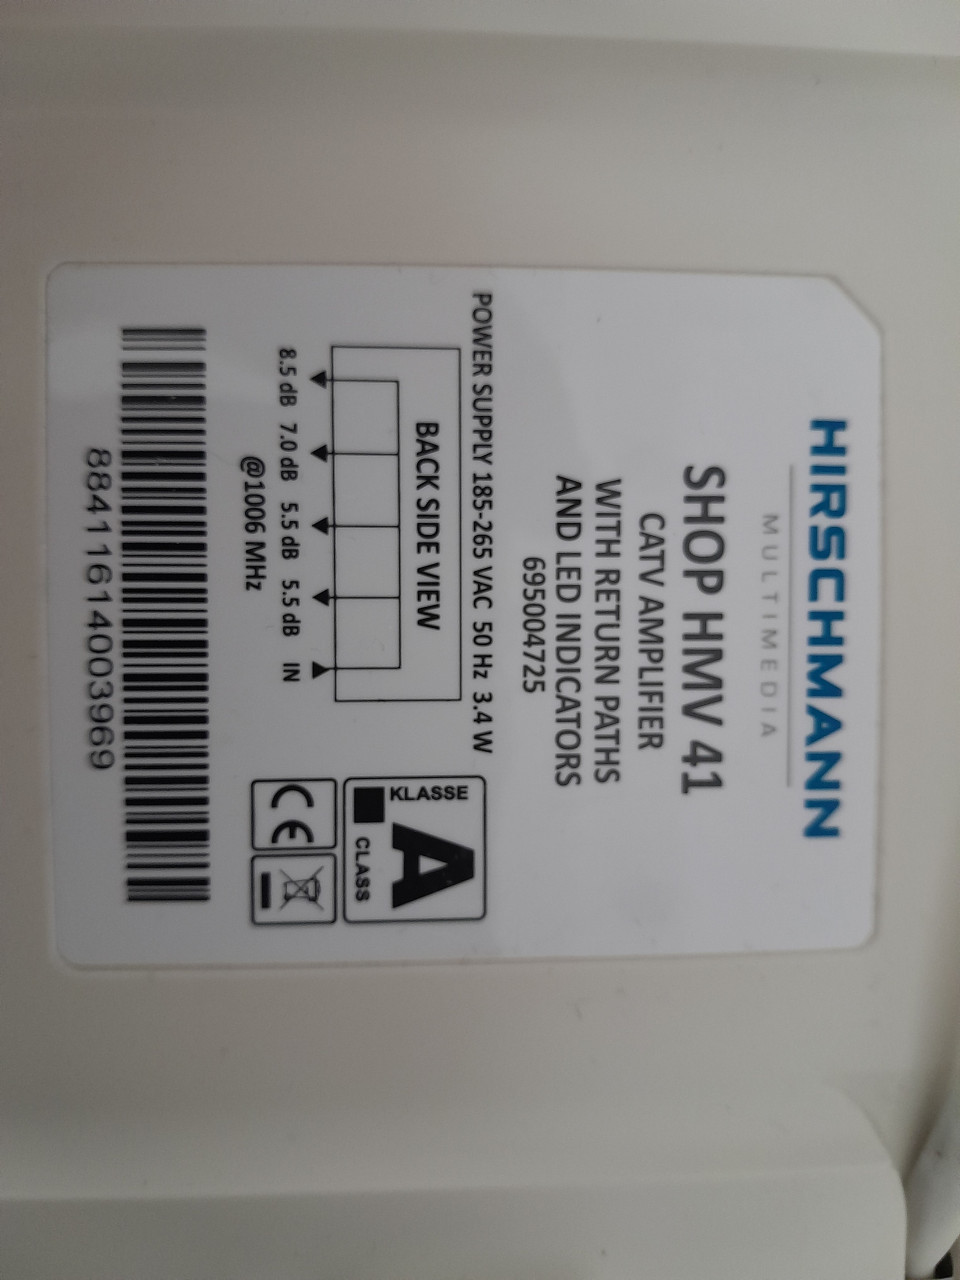 HIRSCHMANN
MULTIMEDIA
SHOP HMV 41
CATV AMPLIFIER
WITH RETURN PATHS
AND LED INDICATORS
695004725
POWER SUPPLY 185-265 VAC 50 Hz 3.4 W
BACK SIDE VIEW
8.5 dB 7.0 dB 5.5 dB 5.5 dB IN
@1006 MHz
KLASSE
A
CLASS
CE
88411614003969